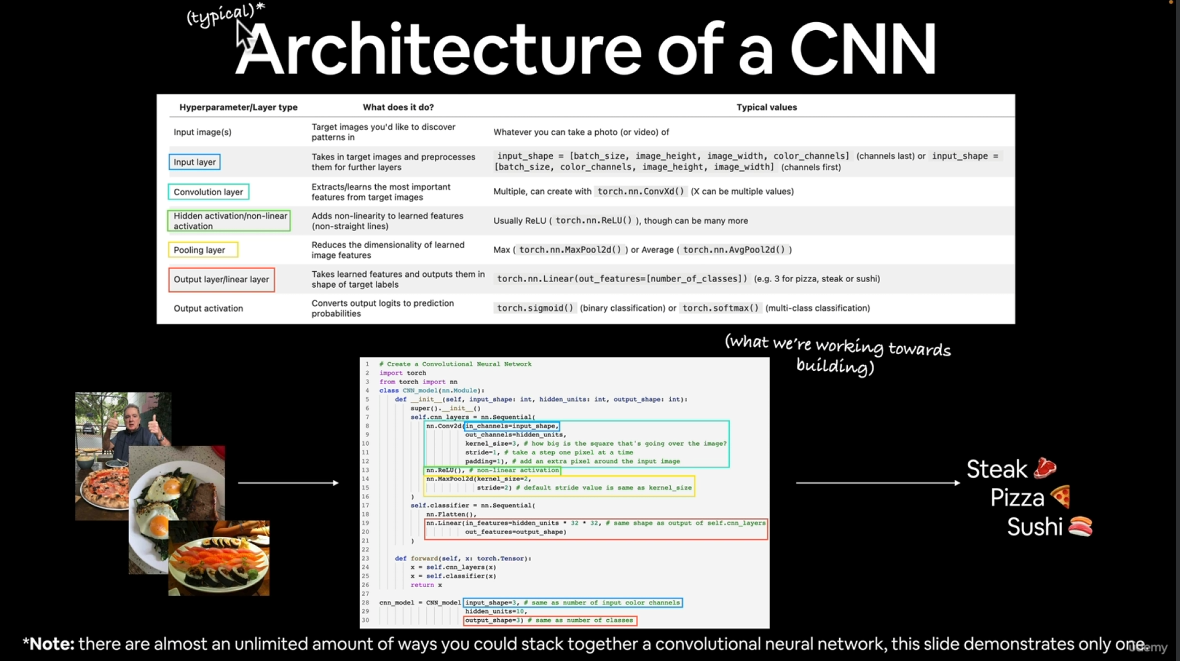 (typical)*
Architecture of a CNN
Hyperparameter/Layer type What does it do? Typical values
Input image(s) Target images you'd like to discover patterns in Whatever you can take a photo (or video) of
Input layer Takes in target images and preprocesses them for further layers input_shape = [batch_size, image_height, image_width, color_channels] (channels last) or input_shape = [batch_size, color_channels, image_height, image_width] (channels first)
Convolution layer Extracts/learns the most important features from target images Multiple, can create with torch.nn.ConvXd() (X can be multiple values)
Hidden activation/non-linear activation Adds non-linearity to learned features (non-straight lines) Usually ReLU ( torch.nn.ReLU() ), though can be many more
Pooling layer Reduces the dimensionality of learned image features Max ( torch.nn.MaxPool2d() ) or Average ( torch.nn.AvgPool2d() )
Output layer/linear layer Takes learned features and outputs them in shape of target labels torch.nn.Linear(out_features=[number_of_classes]) (e.g. 3 for pizza, steak or sushi)
Output activation Converts output logits to prediction probabilities torch.sigmoid() (binary classification) or torch.softmax() (multi-class classification)
(what we're working towards
building)
1 # Create a Convolutional Neural Network
2 import torch
3 from torch import nn
4 class CNN_model(nn.Module):
5 def __init__(self, input_shape: int, hidden_units: int, output_shape: int):
6 super().__init__()
7 self.cnn_layers = nn.Sequential(
8 nn.Conv2d(in_channels=input_shape,
9 out_channels=hidden_units,
10 kernel_size=3, # how big is the square that's going over the image?
11 stride=1, # take a step one pixel at a time
12 padding=1), # add an extra pixel around the input image
13 nn.ReLU(), # non-linear activation
14 nn.MaxPool2d(kernel_size=2,
15 stride=2) # default stride value is same as kernel_size
16 )
17 self.classifier = nn.Sequential(
18 nn.Flatten(),
19 nn.Linear(in_features=hidden_units * 32 * 32, # same shape as output of self.cnn_layers
20 out_features=output_shape)
21 )
22
23 def forward(self, x: torch.Tensor):
24 x = self.cnn_layers(x)
25 x = self.classifier(x)
26 return x
27
28 cnn_model = CNN_model(input_shape=3, # same as number of input color channels
29 hidden_units=10,
30 output_shape=3) # same as number of classes
Steak
Pizza
Sushi
*Note: there are almost an unlimited amount of ways you could stack together a convolutional neural network, this slide demonstrates only one.
Udemy